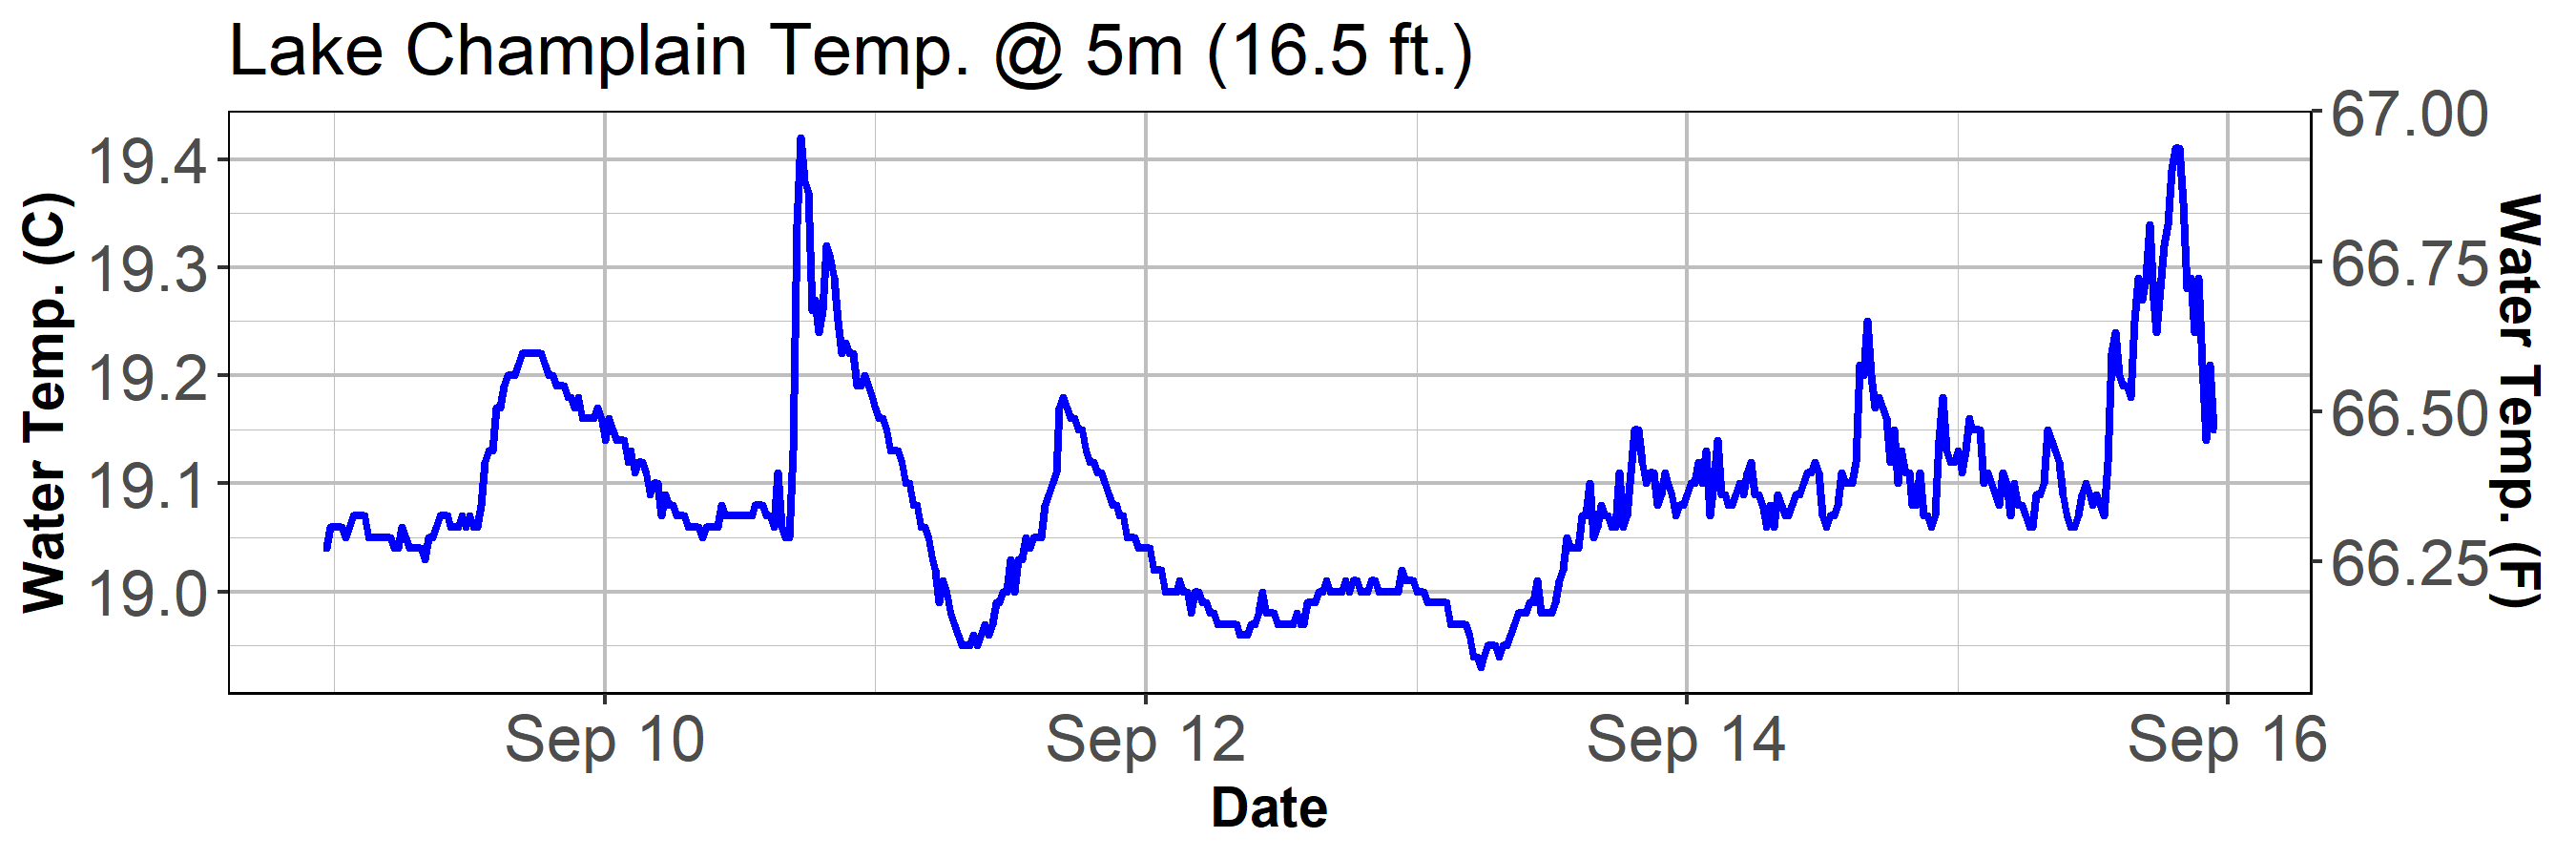 Lake Champlain Temp. @ 5m (16.5 ft.)
Water Temp. (C)
19.4
19.3
19.2
19.1
19.0
67.00
66.75
66.50
66.25
Water Temp. (F)
Sep 10
Sep 12
Sep 14
Sep 16
Date